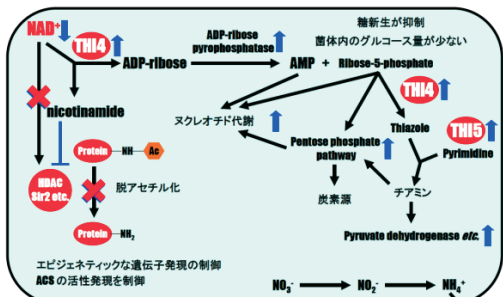 糖新生が抑制
菌体内のグルコース量が少ない
NAD⁺
THI4
ADP-ribose
ADP-ribose
pyrophosphatase
AMP + Ribose-5-phosphate
nicotinamide
ヌクレオチド代謝
THI4
Thiazole
THI5
Pyrimidine
Protein NH Ac
Pentose phosphate
pathway
HDAC
Sir2 etc.
脱アセチル化
炭素源
チアミン
Protein NH₂
Pyruvate dehydrogenase etc.
エピジェネティックな遺伝子発現の制御
ACSの活性発現を制御
NO₃⁻ NO₂⁻ NH₄⁺